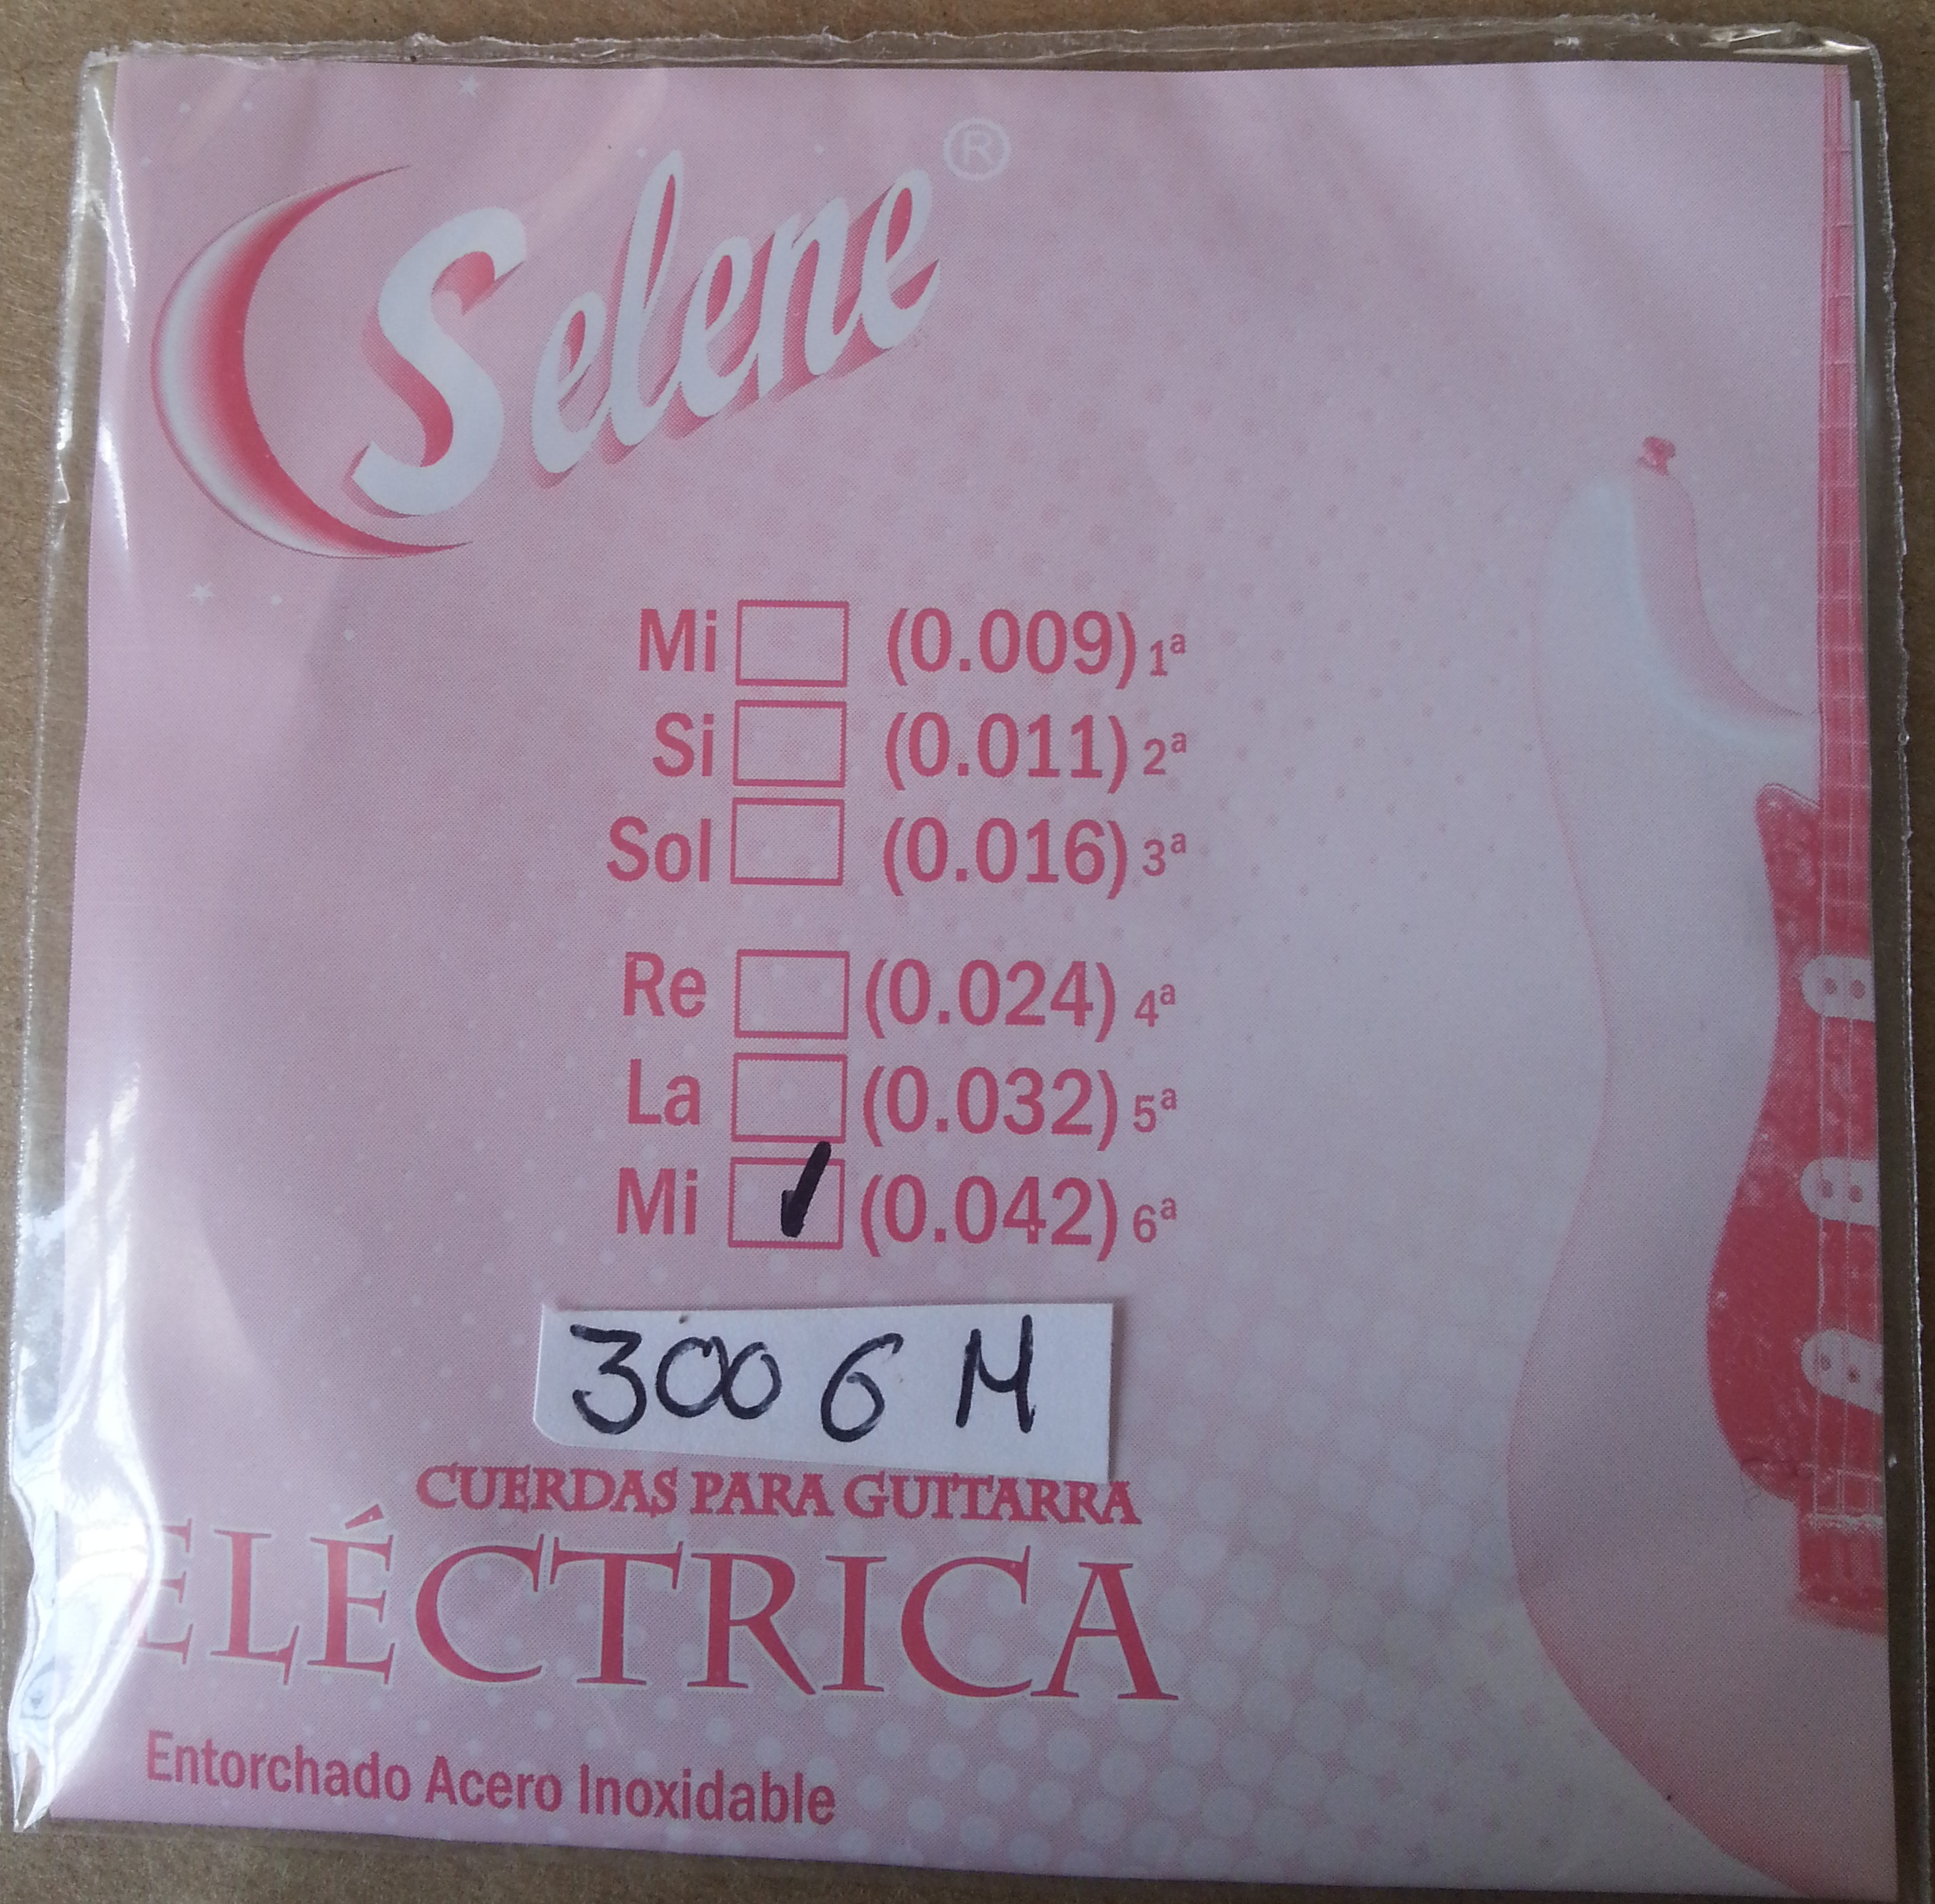 Selene®
Mi (0.009) 1ª
Si (0.011) 2ª
Sol (0.016) 3ª
Re (0.024) 4ª
La (0.032) 5ª
Mi ✓ (0.042) 6ª
300 6 M
CUERDAS PARA GUITARRA
ELÉCTRICA
Entorchado Acero Inoxidable